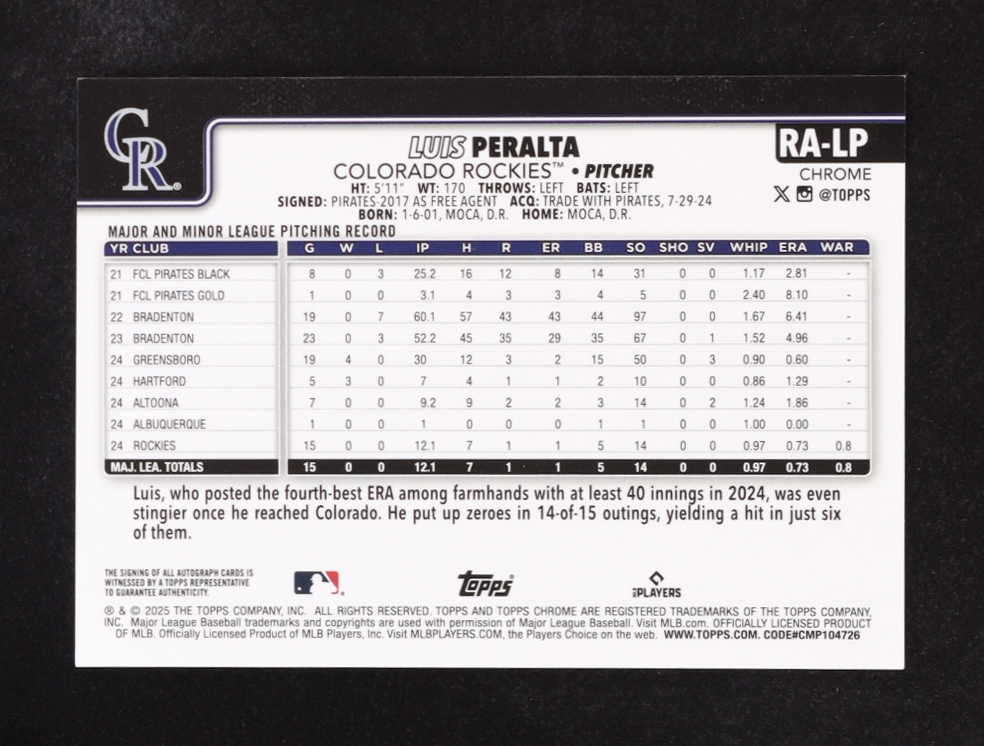 CR®
LUIS PERALTA
COLORADO ROCKIES™ • PITCHER
HT: 5'11" WT: 170 THROWS: LEFT BATS: LEFT
SIGNED: PIRATES-2017 AS FREE AGENT ACQ: TRADE WITH PIRATES, 7-29-24
BORN: 1-6-01, MOCA, D.R. HOME: MOCA, D.R.
RA-LP
CHROME
X @TOPPS
MAJOR AND MINOR LEAGUE PITCHING RECORD
YR CLUB G W L IP H R ER BB SO SHO SV WHIP ERA WAR
21 FCL PIRATES BLACK 8 0 3 25.2 16 12 8 14 31 0 0 1.17 2.81 -
21 FCL PIRATES GOLD 1 0 0 3.1 4 3 3 4 5 0 0 2.40 8.10 -
22 BRADENTON 19 0 7 60.1 57 43 43 44 97 0 0 1.67 6.41 -
23 BRADENTON 23 0 3 52.2 45 35 29 35 67 0 1 1.52 4.96 -
24 GREENSBORO 19 4 0 30 12 3 2 15 50 0 3 0.90 0.60 -
24 HARTFORD 5 3 0 7 4 1 1 2 10 0 0 0.86 1.29 -
24 ALTOONA 7 0 0 9.2 9 2 2 3 14 0 2 1.24 1.86 -
24 ALBUQUERQUE 1 0 0 1 0 0 0 1 1 0 0 1.00 0.00 -
24 ROCKIES 15 0 0 12.1 7 1 1 5 14 0 0 0.97 0.73 0.8
MAJ. LEA. TOTALS 15 0 0 12.1 7 1 1 5 14 0 0 0.97 0.73 0.8
Luis, who posted the fourth-best ERA among farmhands with at least 40 innings in 2024, was even
stingier once he reached Colorado. He put up zeroes in 14-of-15 outings, yielding a hit in just six
of them.
THE SIGNING OF ALL AUTOGRAPH CARDS IS
WITNESSED BY A TOPPS REPRESENTATIVE
TO GUARANTEE AUTHENTICITY.
Topps®
PLAYERS
® & © 2025 THE TOPPS COMPANY, INC. ALL RIGHTS RESERVED. TOPPS AND TOPPS CHROME ARE REGISTERED TRADEMARKS OF THE TOPPS COMPANY,
INC. Major League Baseball trademarks and copyrights are used with permission of Major League Baseball. Visit MLB.com. OFFICIALLY LICENSED PRODUCT
OF MLB. Officially Licensed Product of MLB Players, Inc. Visit MLBPLAYERS.COM, the Players Choice on the web. WWW.TOPPS.COM. CODE#CMP104726